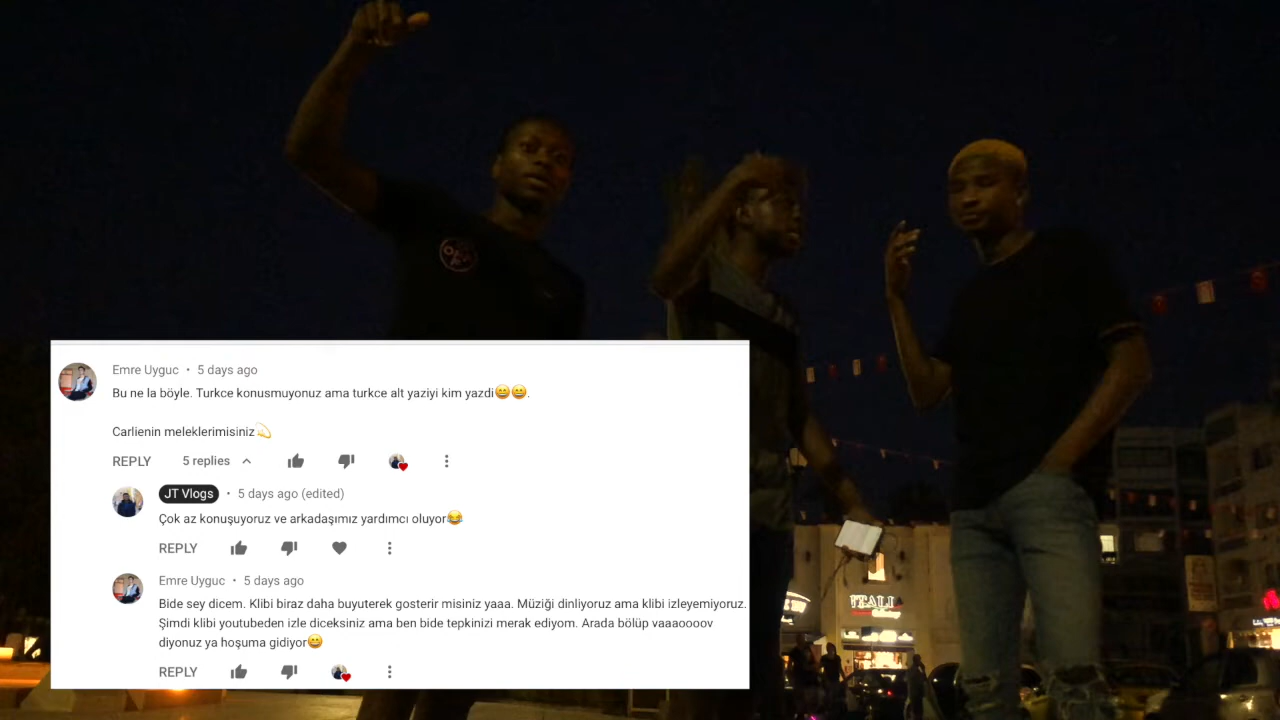 Emre Uyguc • 5 days ago
Bu ne la böyle. Turkce konusmuyonuz ama turkce alt yaziyi kim yazdi😄😄.
Carlienin meleklerimisiniz💫
REPLY 5 replies
JT Vlogs • 5 days ago (edited)
Çok az konuşuyoruz ve arkadaşımız yardımcı oluyor😂
REPLY
Emre Uyguc • 5 days ago
Bide sey dicem. Klibi biraz daha buyuterek gosterir misiniz yaaa. Müziği dinliyoruz ama klibi izleyemiyoruz.
Şimdi klibi youtubeden izle diceksiniz ama ben bide tepkinizi merak ediyom. Arada bölüp vaaaoooov
diyonuz ya hoşuma gidiyor😄
REPLY